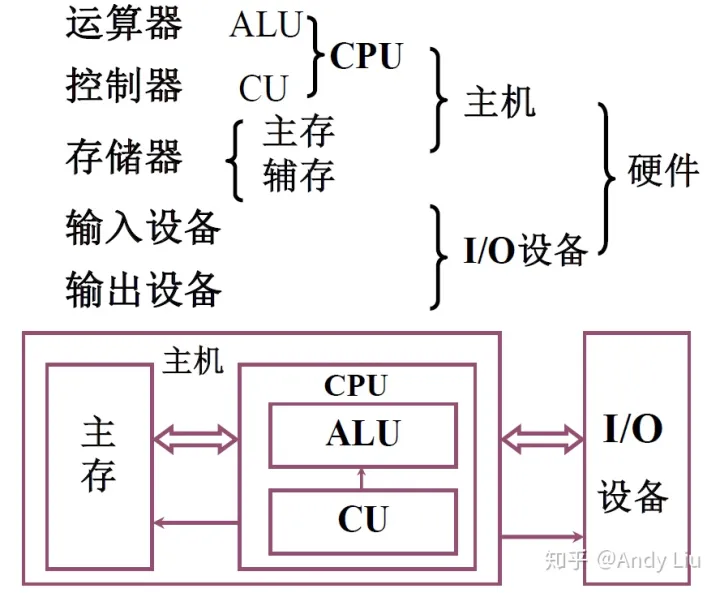 运算器 ALU
CPU
控制器 CU
主机
存储器 主存
辅存
硬件
输入设备
I/O设备
输出设备
主机
CPU
主存
ALU
I/O
设备
CU
知乎 @Andy Liu